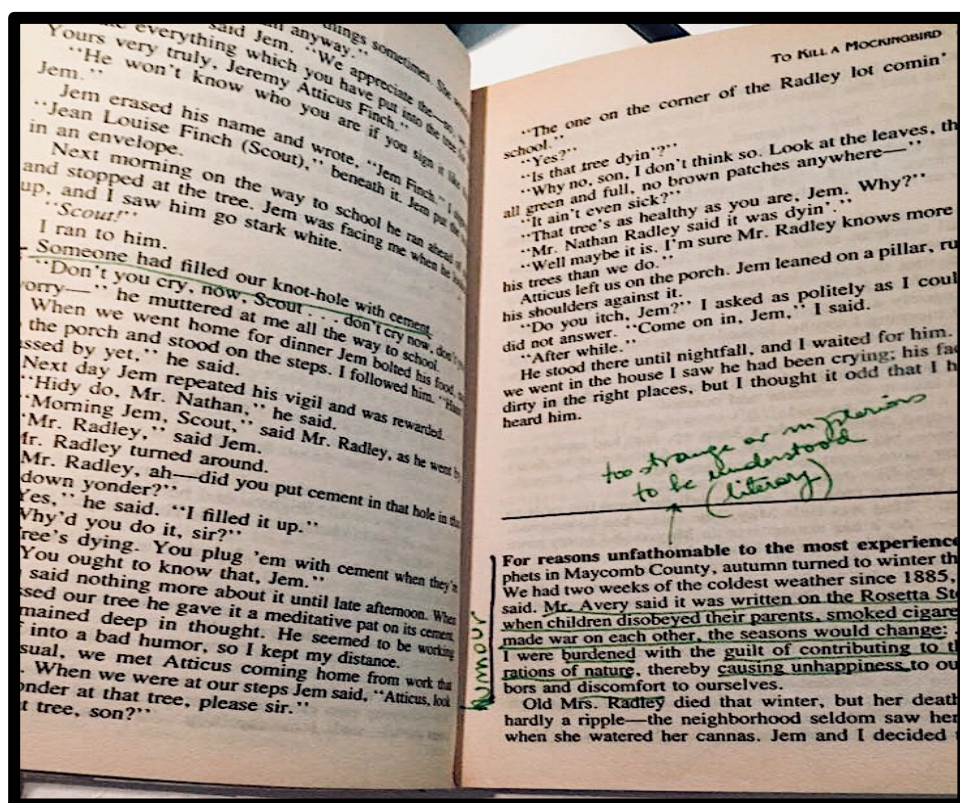 things sometimes. She
said Jem. "We appreciate the—
everything which you have put into the tree for
Yours very truly, Jeremy Atticus Finch."
"He won't know who you are if you sign it like
Jem."
Jem erased his name and wrote, "Jem Finch." I
"Jean Louise Finch (Scout)," beneath it. Jem put the
in an envelope.
Next morning on the way to school he ran ahead of
and stopped at the tree. Jem was facing me when he
up, and I saw him go stark white.
"Scout!"
I ran to him.
Someone had filled our knot-hole with cement.
"Don't you cry, now, Scout . . . don't cry now, don't
orry—" he muttered at me all the way to school.
When we went home for dinner Jem bolted his food,
the porch and stood on the steps. I followed him.
ssed by yet," he said.
Next day Jem repeated his vigil and was rewarded.
"Hidy do, Mr. Nathan," he said.
"Morning Jem, Scout," said Mr. Radley, as he went by
"Mr. Radley," said Jem.
Mr. Radley turned around.
Mr. Radley, ah—did you put cement in that hole in
down yonder?"
Yes," he said. "I filled it up."
Why'd you do it, sir?"
ree's dying. You plug 'em with cement when they're
You ought to know that, Jem."
said nothing more about it until late afternoon. When
ssed our tree he gave it a meditative pat on its cement,
mained deep in thought. He seemed to be working
into a bad humor, so I kept my distance.
sual, we met Atticus coming home from work that
. When we were at our steps Jem said, "Atticus, look
onder at that tree, please sir."
t tree, son?"
TO KILL A MOCKINGBIRD
"The one on the corner of the Radley lot comin'
school."
"Yes?"
"Is that tree dyin'?"
"Why no, son, I don't think so. Look at the leaves, th
all green and full, no brown patches anywhere—"
"It ain't even sick?"
"That tree's as healthy as you are, Jem. Why?"
"Mr. Nathan Radley said it was dyin'."
"Well maybe it is. I'm sure Mr. Radley knows more
his trees than we do."
Atticus left us on the porch. Jem leaned on a pillar, ru
his shoulders against it.
"Do you itch, Jem?" I asked as politely as I coul
did not answer. "Come on in, Jem," I said.
"After while."
He stood there until nightfall, and I waited for him.
we went in the house I saw he had been crying; his fac
dirty in the right places, but I thought it odd that I h
heard him.
too strange or mysterious
to be understood
(literary)
For reasons unfathomable to the most experience
phets in Maycomb County, autumn turned to winter th
We had two weeks of the coldest weather since 1885,
said. Mr. Avery said it was written on the Rosetta Sto
when children disobeyed their parents, smoked cigare
made war on each other, the seasons would change:
I were burdened with the guilt of contributing to th
rations of nature, thereby causing unhappiness to ou
bors and discomfort to ourselves.
humour
Old Mrs. Radley died that winter, but her death
hardly a ripple—the neighborhood seldom saw her
when she watered her cannas. Jem and I decided